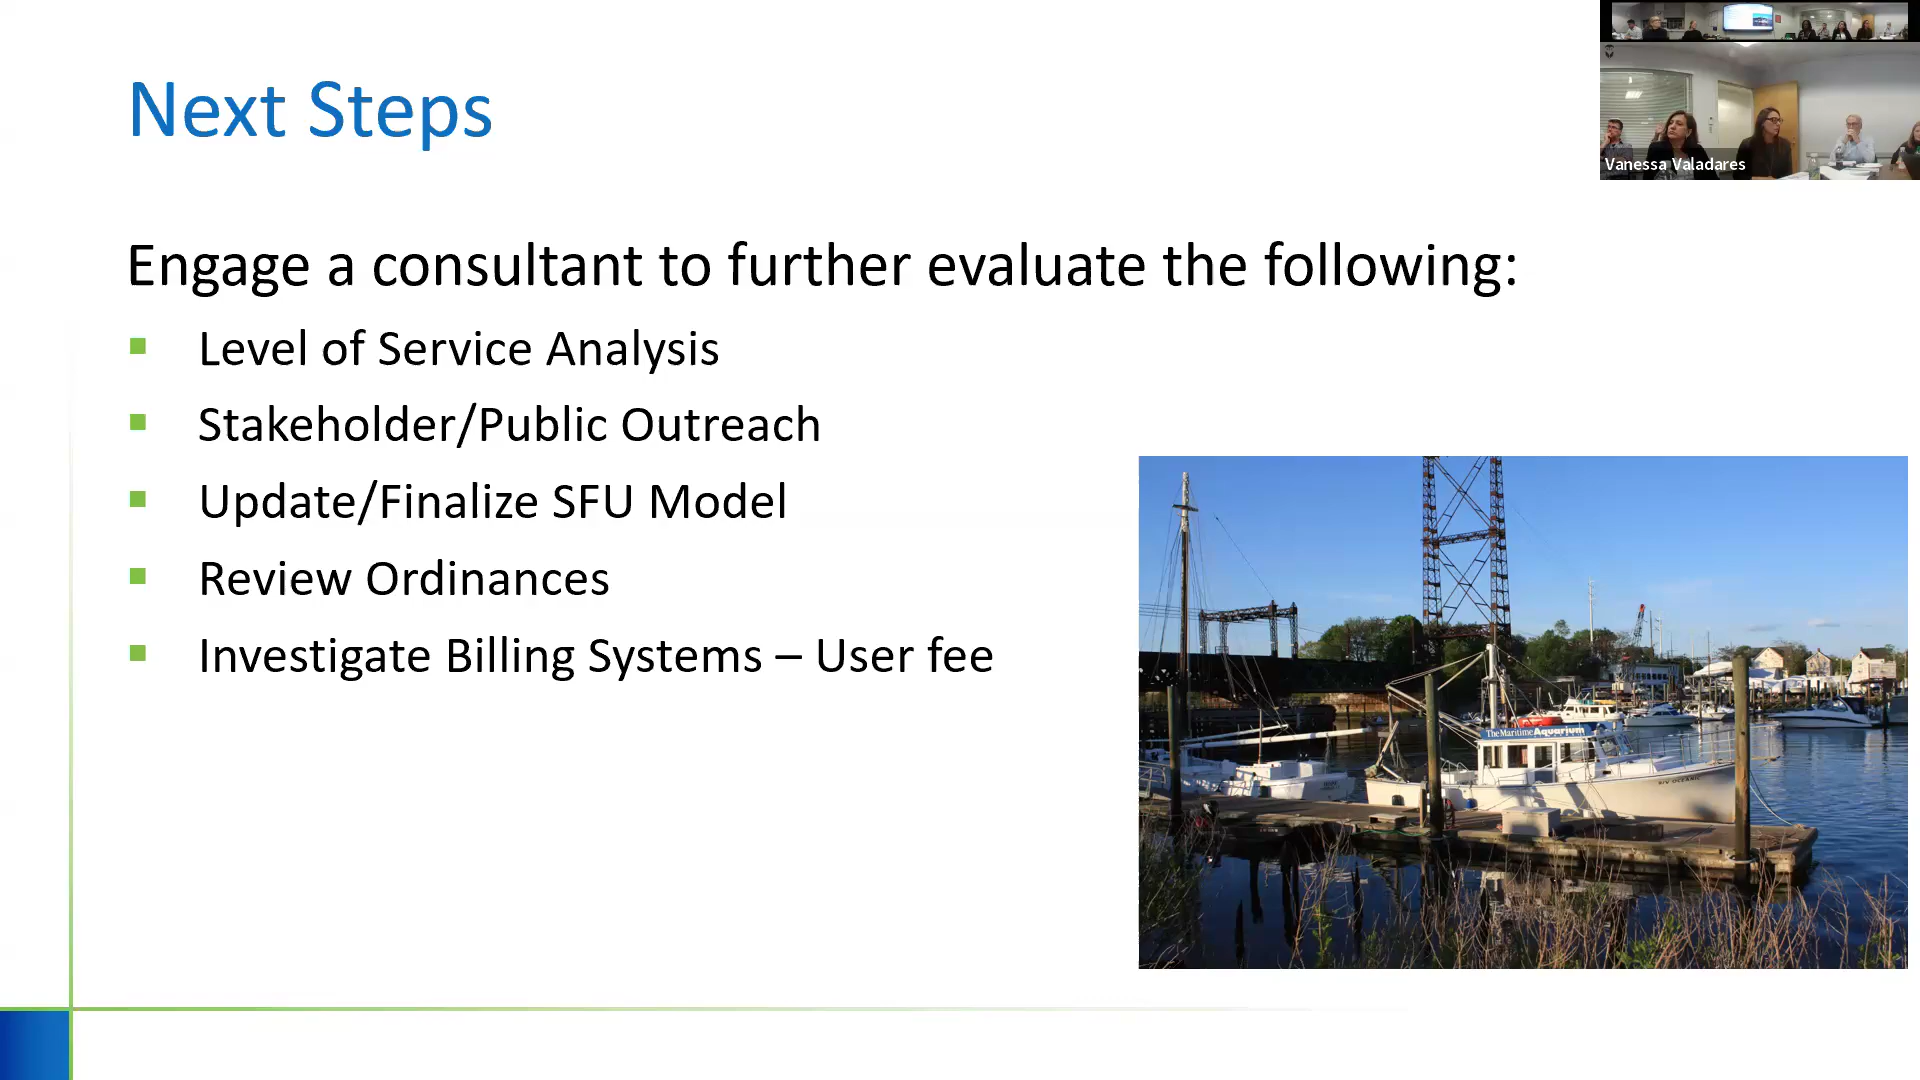 Next Steps
Vanessa Valadares
Engage a consultant to further evaluate the following:
Level of Service Analysis
Stakeholder/Public Outreach
Update/Finalize SFU Model
Review Ordinances
Investigate Billing Systems – User fee
The Maritime Aquarium
R/V OCEANIC